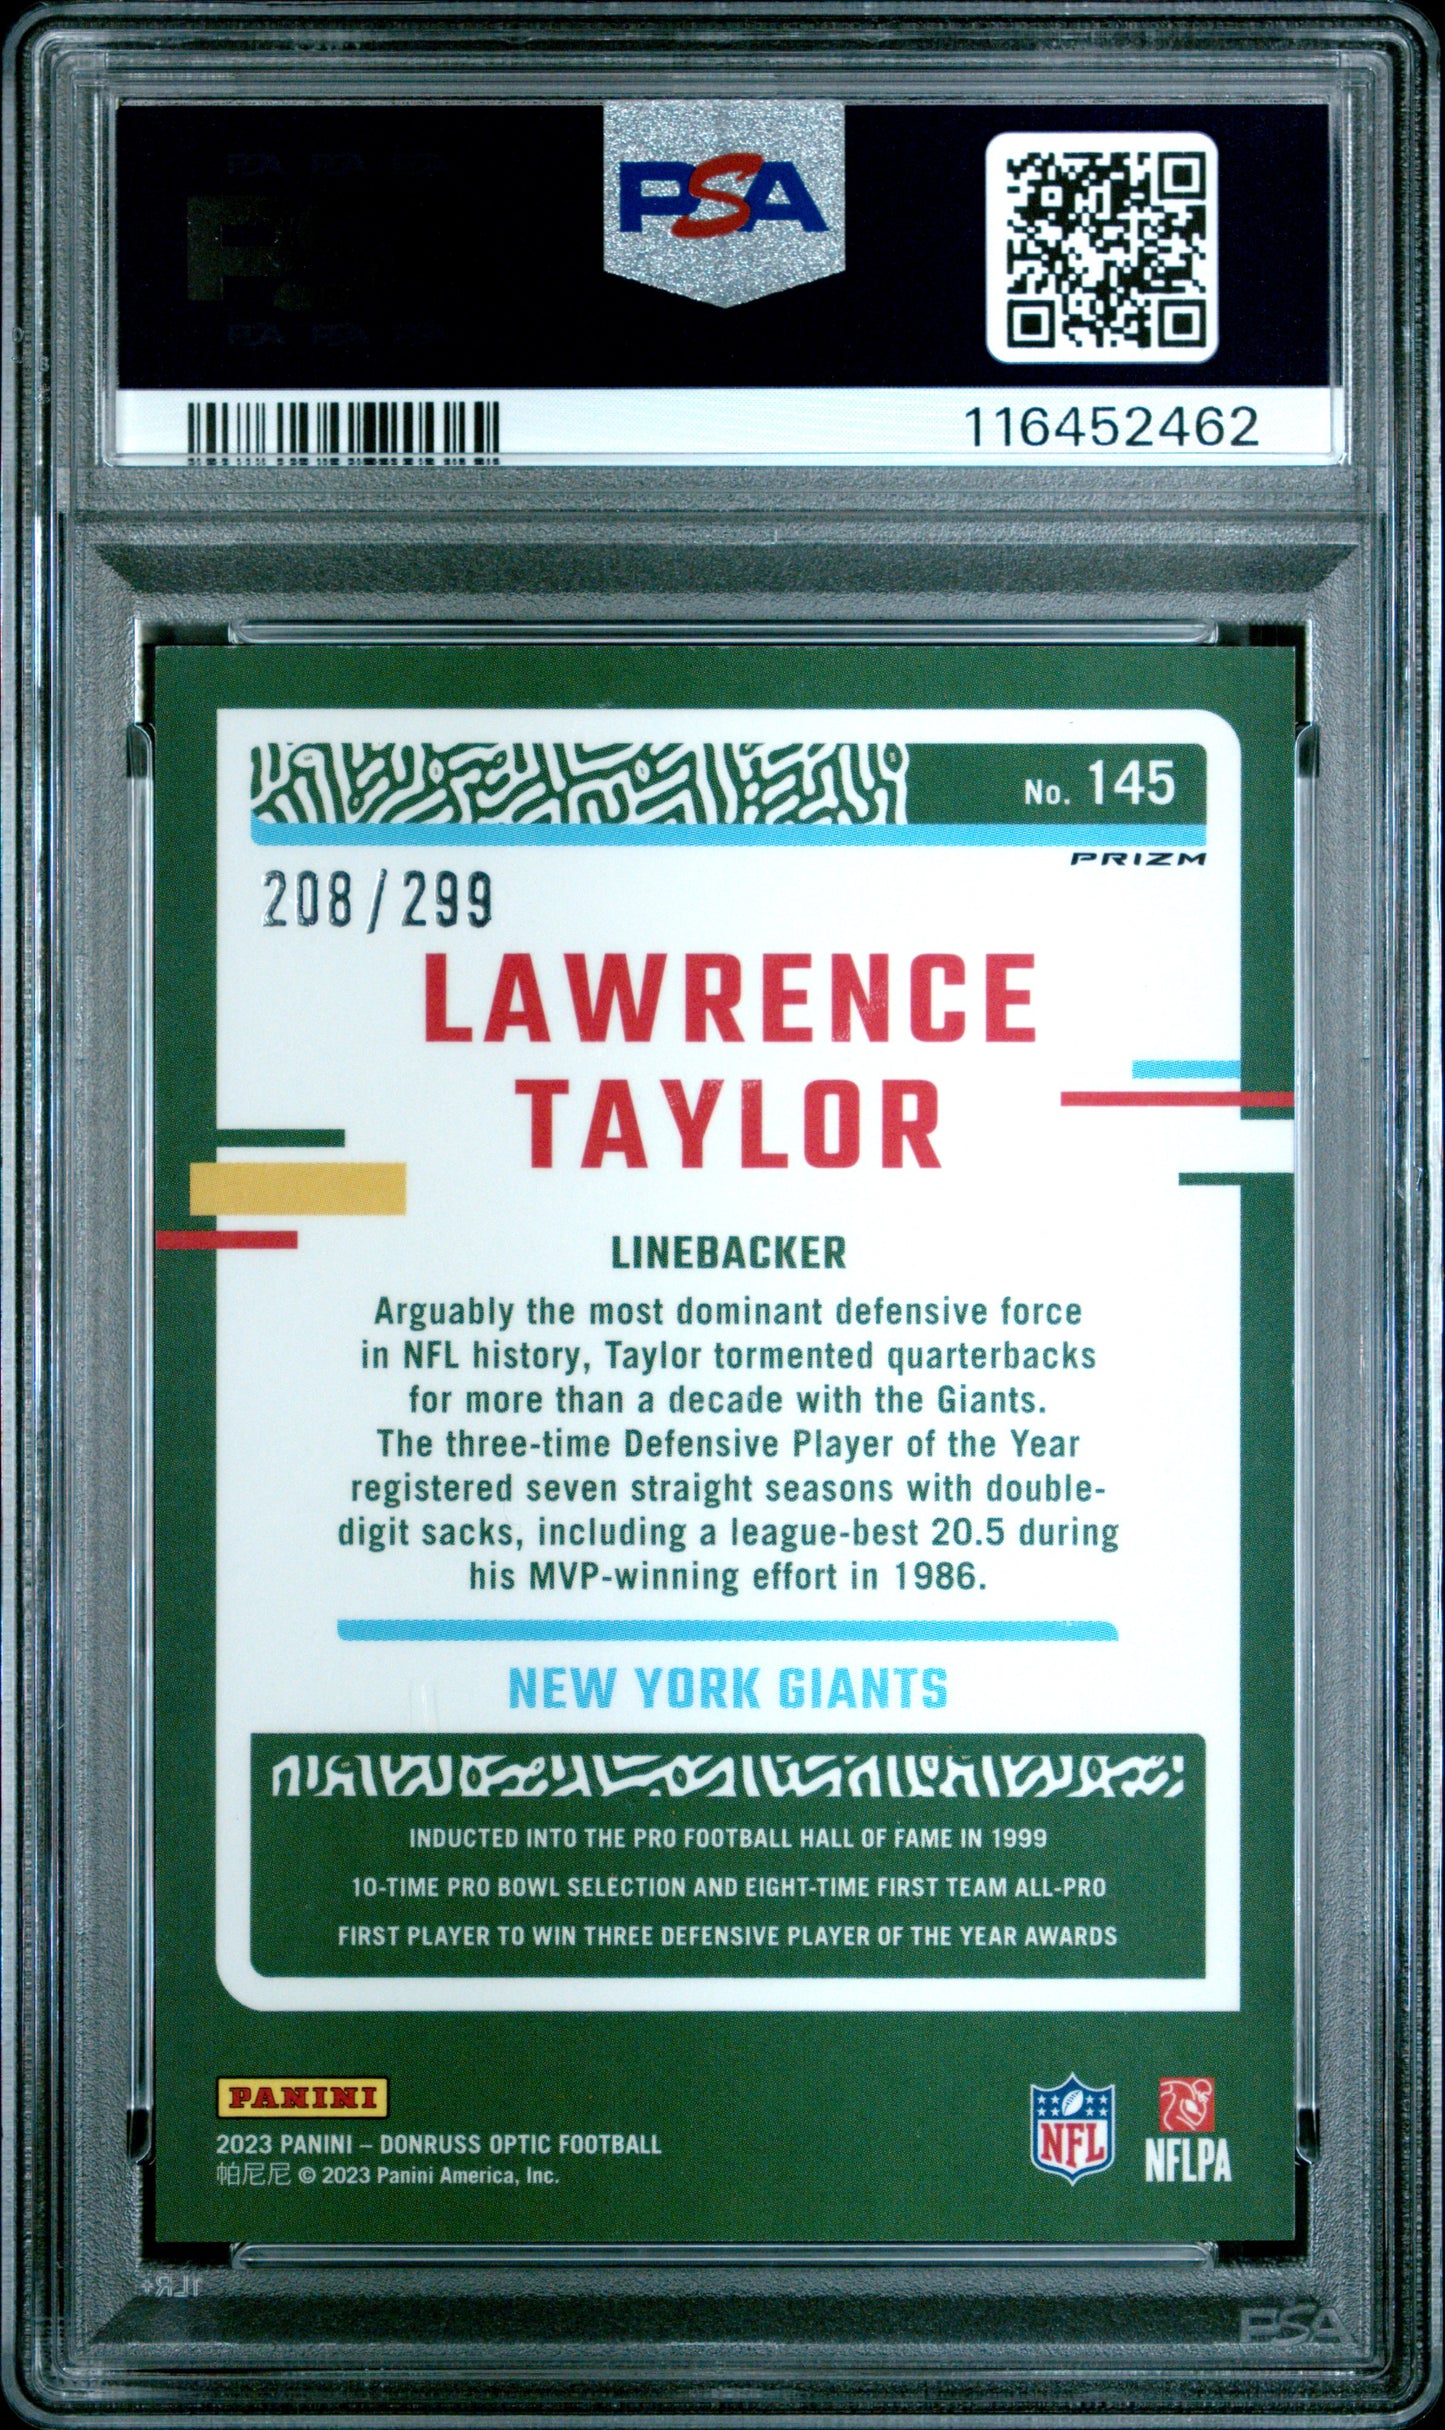 PSA
116452462
No. 145
PRIZM
208/299
LAWRENCE
TAYLOR
LINEBACKER
Arguably the most dominant defensive force
in NFL history, Taylor tormented quarterbacks
for more than a decade with the Giants.
The three-time Defensive Player of the Year
registered seven straight seasons with double-
digit sacks, including a league-best 20.5 during
his MVP-winning effort in 1986.
NEW YORK GIANTS
INDUCTED INTO THE PRO FOOTBALL HALL OF FAME IN 1999
10-TIME PRO BOWL SELECTION AND EIGHT-TIME FIRST TEAM ALL-PRO
FIRST PLAYER TO WIN THREE DEFENSIVE PLAYER OF THE YEAR AWARDS
PANINI
2023 PANINI – DONRUSS OPTIC FOOTBALL
帕尼尼 © 2023 Panini America, Inc.
NFL
NFLPA
PSA